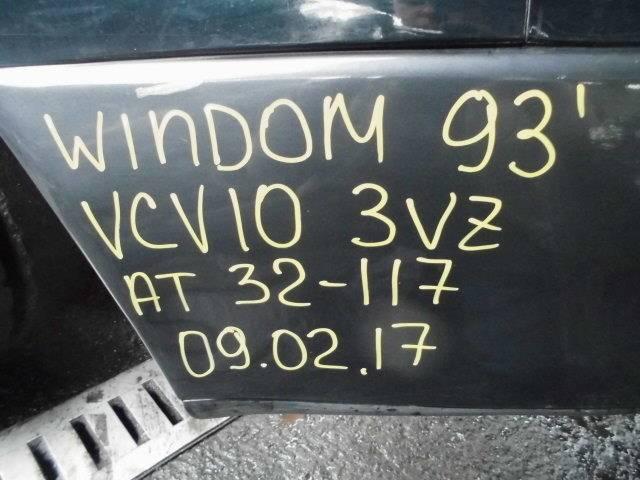 WINDOM 93'
VCV10 3VZ
AT 32-117
09.02.17